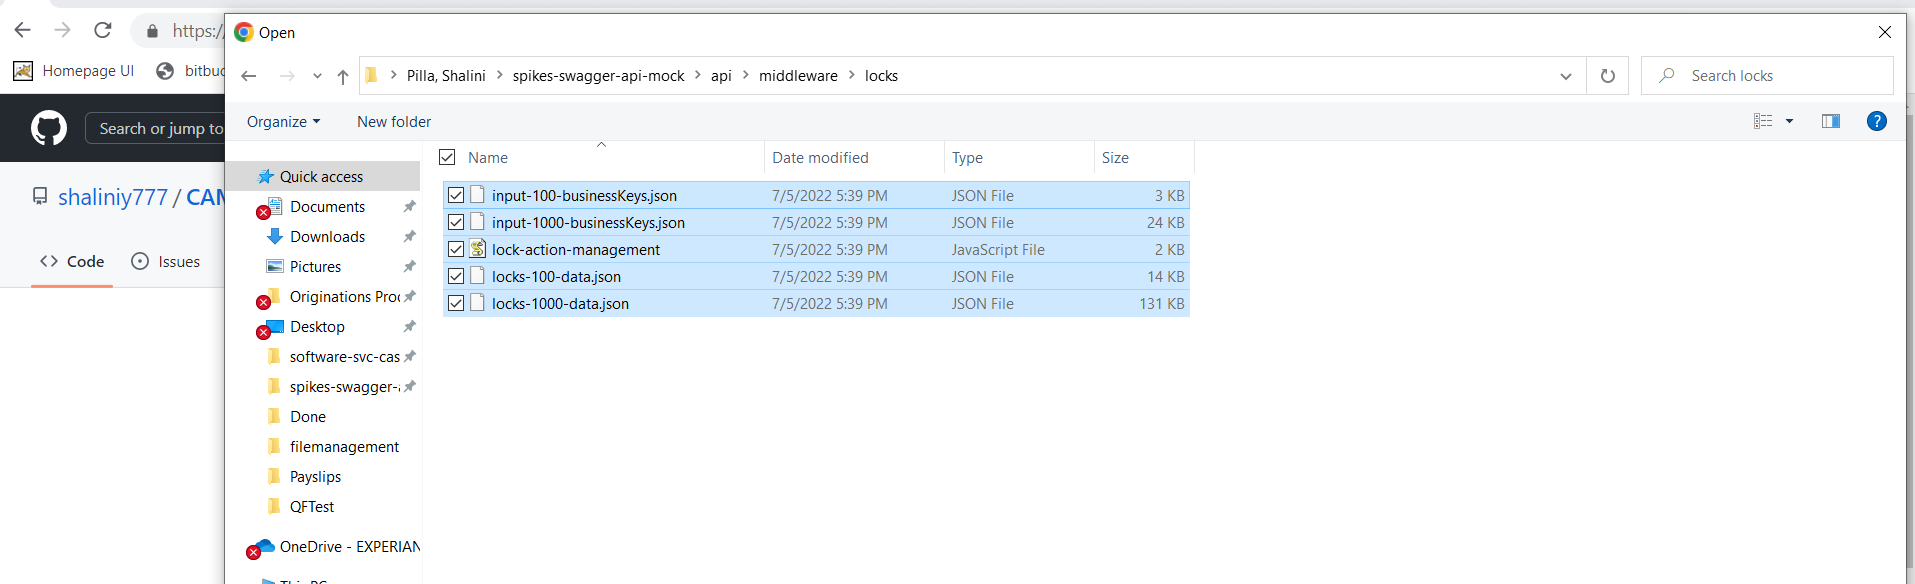 https:/
Homepage UI
bitbuc
Search or jump to
shaliniy777 / CAM
Code
Issues
Open
Pilla, Shalini > spikes-swagger-api-mock > api > middleware > locks
Search locks
Organize
New folder
?
Name Date modified Type Size
Quick access
Documents
Downloads
Pictures
Originations Proc
Desktop
software-svc-cas
spikes-swagger-a
Done
filemanagement
Payslips
QFTest
OneDrive - EXPERIAN
This PC
input-100-businessKeys.json 7/5/2022 5:39 PM JSON File 3 KB
input-1000-businessKeys.json 7/5/2022 5:39 PM JSON File 24 KB
lock-action-management 7/5/2022 5:39 PM JavaScript File 2 KB
locks-100-data.json 7/5/2022 5:39 PM JSON File 14 KB
locks-1000-data.json 7/5/2022 5:39 PM JSON File 131 KB